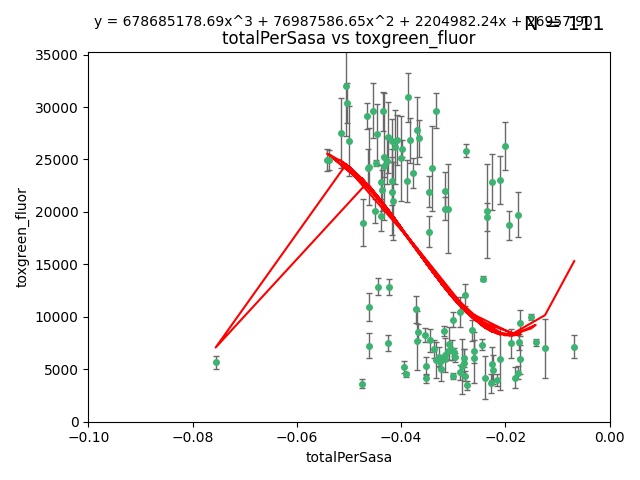 y = 678685178.69x^3 + 76987586.65x^2 + 2204982.24x +
N = 111
totalPerSasa vs toxgreen_fluor
35000
30000
25000
20000
15000
10000
5000
0
toxgreen_fluor
−0.10 −0.08 −0.06 −0.04 −0.02 0.00
totalPerSasa